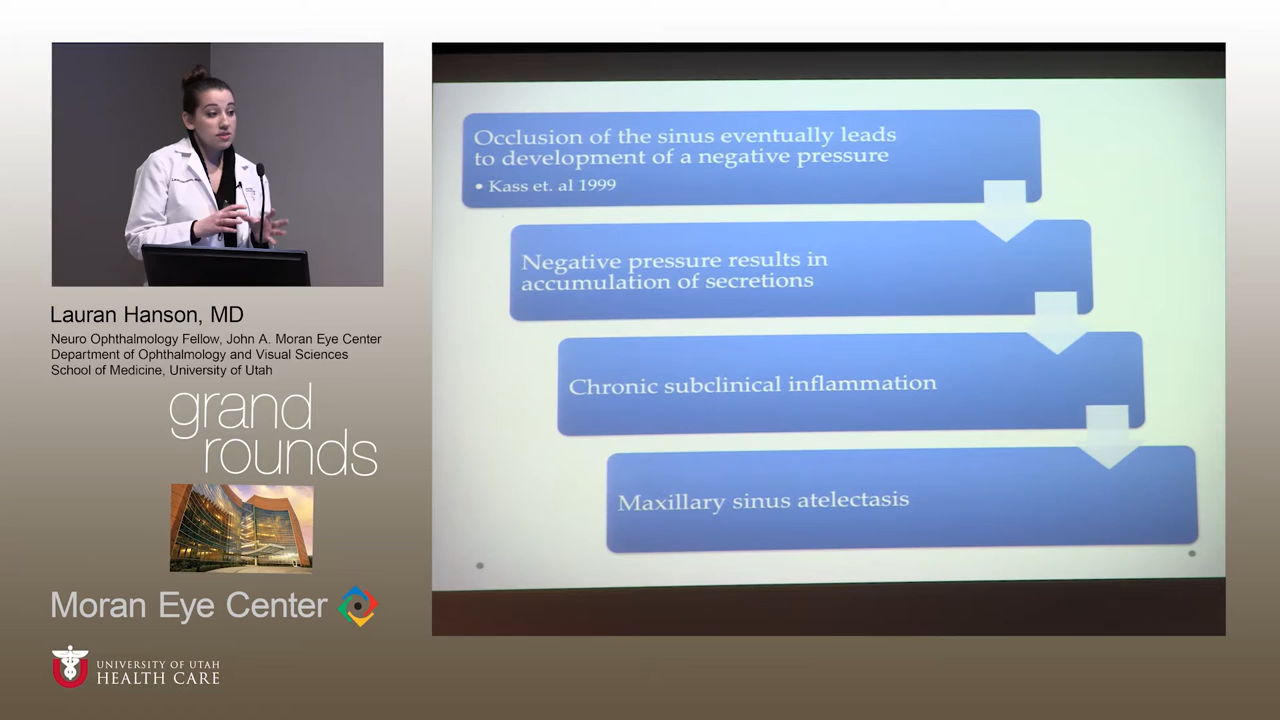 Lauran Hanson, MD
Neuro Ophthalmology Fellow, John A. Moran Eye Center
Department of Ophthalmology and Visual Sciences
School of Medicine, University of Utah
grand
rounds
Moran Eye Center
UNIVERSITY OF UTAH
HEALTH CARE
Occlusion of the sinus eventually leads
to development of a negative pressure
• Kass et. al 1999
Negative pressure results in
accumulation of secretions
Chronic subclinical inflammation
Maxillary sinus atelectasis